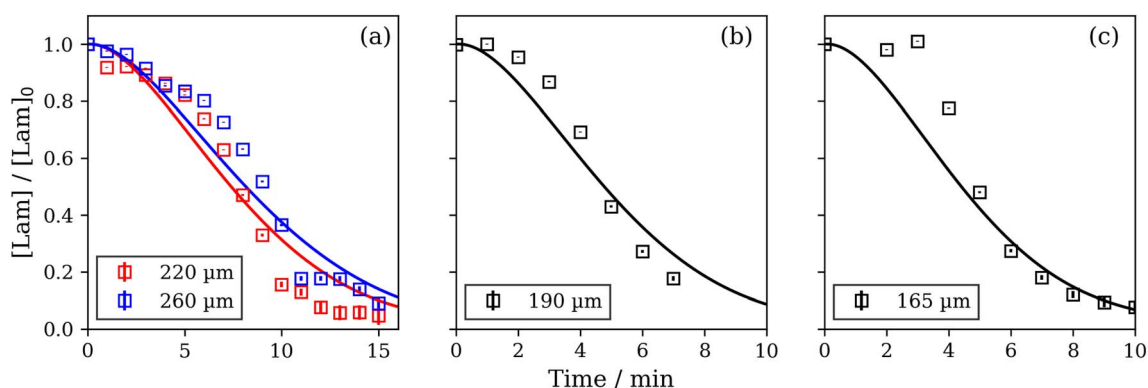 [Lam] / [Lam]₀
1.0
0.8
0.6
0.4
0.2
0.0
(a)
220 µm
260 µm
0 5 10 15
(b)
190 µm
0 2 4 6 8 10
(c)
165 µm
0 2 4 6 8 10
Time / min